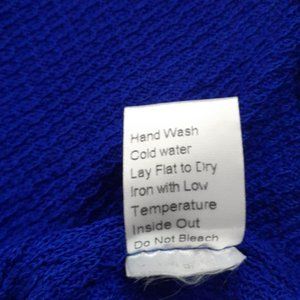 Hand Wash
Cold water
Lay Flat to Dry
Iron with Low
Temperature
Inside Out
Do Not Bleach